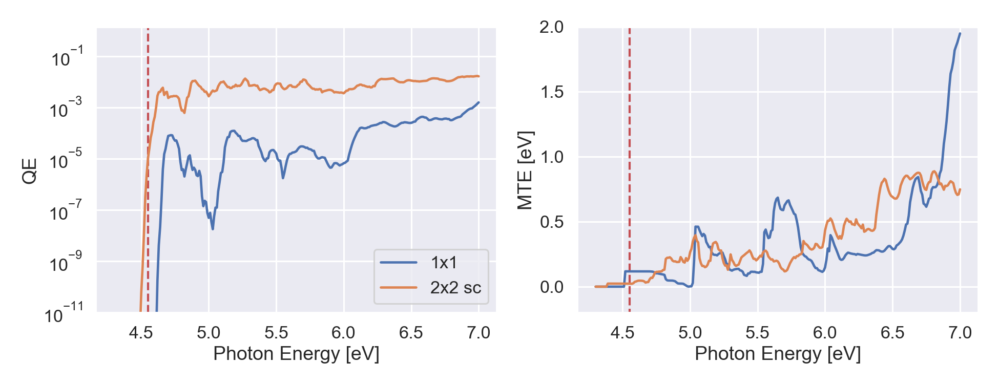 QE
10⁻¹
10⁻³
10⁻⁵
10⁻⁷
10⁻⁹
10⁻¹¹
4.5 5.0 5.5 6.0 6.5 7.0
Photon Energy [eV]
1x1
2x2 sc
MTE [eV]
2.0
1.5
1.0
0.5
0.0
4.5 5.0 5.5 6.0 6.5 7.0
Photon Energy [eV]